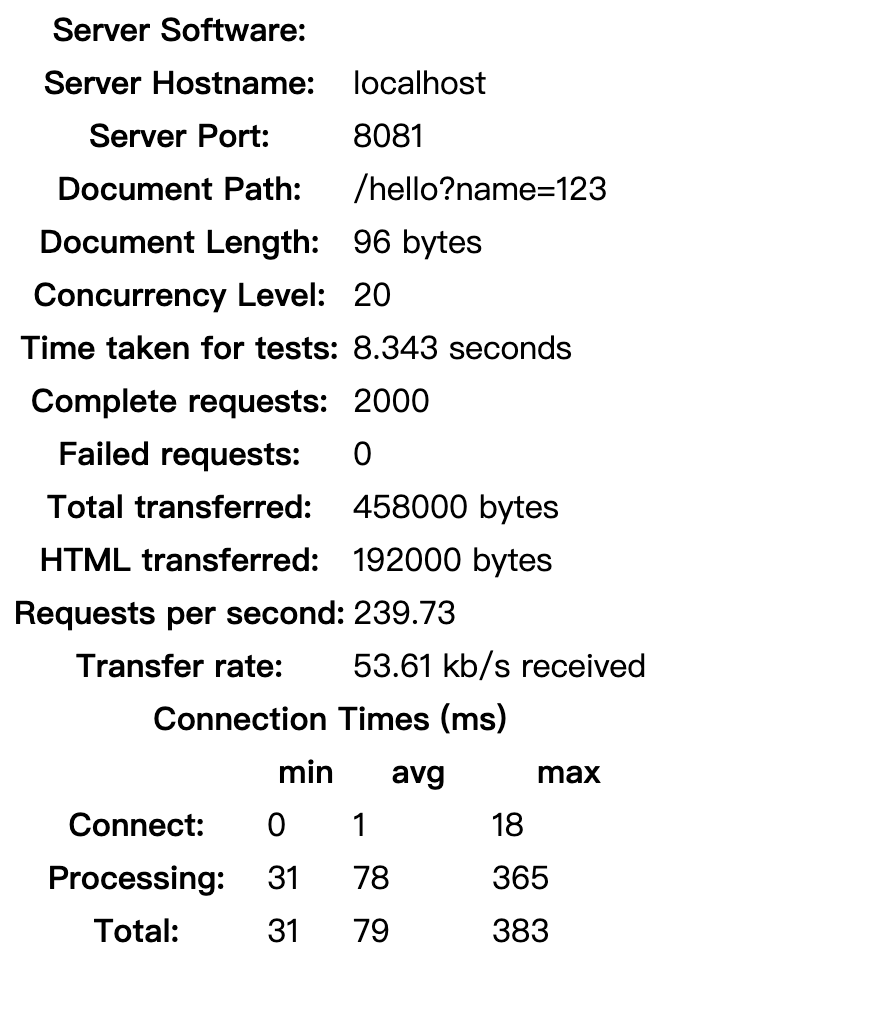 Server Software:
Server Hostname: localhost
Server Port: 8081
Document Path: /hello?name=123
Document Length: 96 bytes
Concurrency Level: 20
Time taken for tests: 8.343 seconds
Complete requests: 2000
Failed requests: 0
Total transferred: 458000 bytes
HTML transferred: 192000 bytes
Requests per second: 239.73
Transfer rate: 53.61 kb/s received
Connection Times (ms)
min avg max
Connect: 0 1 18
Processing: 31 78 365
Total: 31 79 383